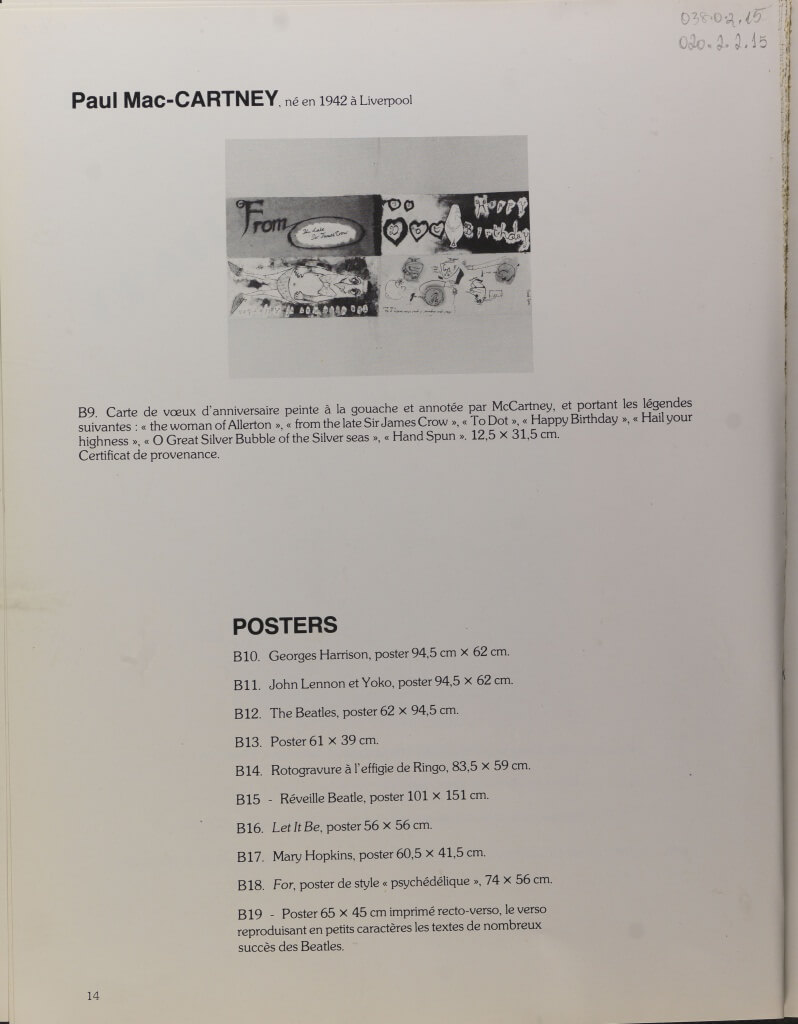 038.0.2.15
020.2.2.15
Paul Mac-CARTNEY, né en 1942 à Liverpool
From
The Late
Sir James Crow
Happy
Birthday
B9. Carte de vœux d'anniversaire peinte à la gouache et annotée par McCartney, et portant les légendes
suivantes : « the woman of Allerton », « from the late Sir James Crow », « To Dot », « Happy Birthday », « Hail your
highness », « O Great Silver Bubble of the Silver seas », « Hand Spun ». 12,5 × 31,5 cm.
Certificat de provenance.
POSTERS
B10. Georges Harrison, poster 94,5 cm × 62 cm.
B11. John Lennon et Yoko, poster 94,5 × 62 cm.
B12. The Beatles, poster 62 × 94,5 cm.
B13. Poster 61 × 39 cm.
B14. Rotogravure à l'effigie de Ringo, 83,5 × 59 cm.
B15 - Réveille Beatle, poster 101 × 151 cm.
B16. Let It Be, poster 56 × 56 cm.
B17. Mary Hopkins, poster 60,5 × 41,5 cm.
B18. For, poster de style « psychédélique », 74 × 56 cm.
B19 - Poster 65 × 45 cm imprimé recto-verso, le verso
reproduisant en petits caractères les textes de nombreux
succès des Beatles.
14